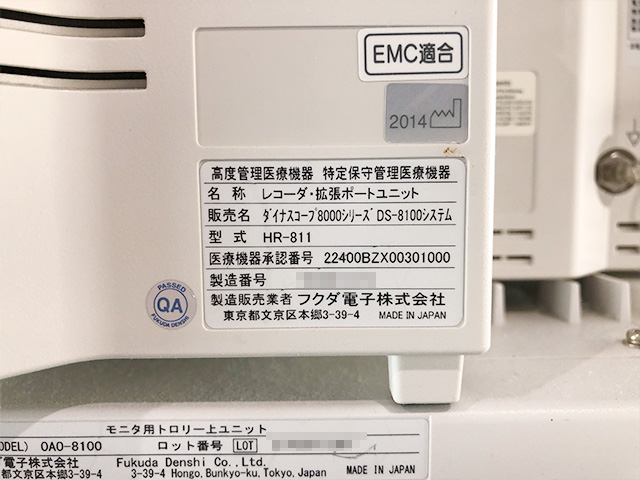 EMC適合
2014
高度管理医療機器 特定保守管理医療機器
名 称 レコーダ・拡張ポートユニット
販売名 ダイナスコープ8000シリーズ DS-8100システム
型 式 HR-811
医療機器承認番号 22400BZX00301000
製造番号
製造販売業者 フクダ電子株式会社
東京都文京区本郷3-39-4 MADE IN JAPAN
PASSED
QA
FUKUDA DENSHI
モニタ用トロリー上ユニット
ODEL) OAO-8100 ロット番号 LOT
ダ電子株式会社 Fukuda Denshi Co.,Ltd.
都文京区本郷3-39-4 3-39-4 Hongo,Bunkyo-ku,Tokyo,Japan MADE IN JAPAN